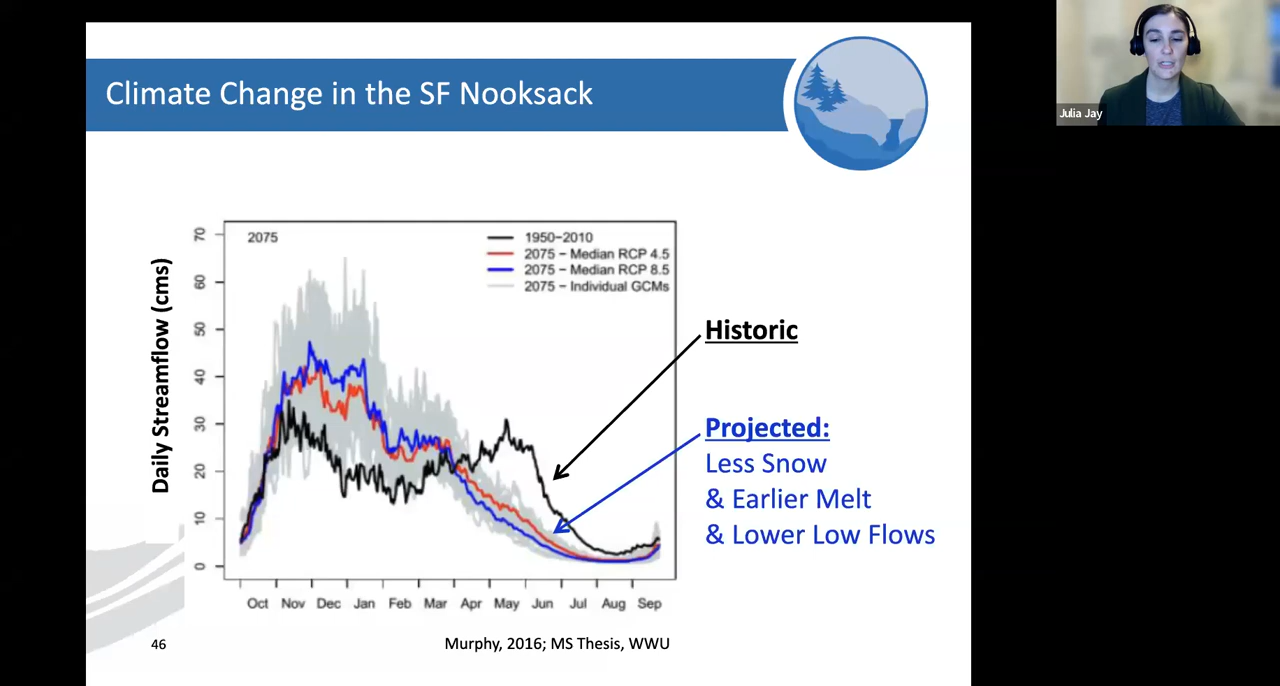 Climate Change in the SF Nooksack
Julia Jay
2075
1950−2010
2075 − Median RCP 4.5
2075 − Median RCP 8.5
2075 − Individual GCMs
Daily Streamflow (cms)
70
60
50
40
30
20
10
0
Oct Nov Dec Jan Feb Mar Apr May Jun Jul Aug Sep
Historic
Projected:
Less Snow
& Earlier Melt
& Lower Low Flows
46
Murphy, 2016; MS Thesis, WWU